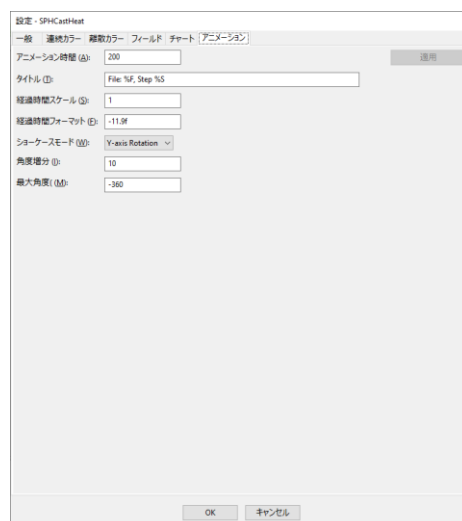 設定 - SPHCastHeat
一般 連続カラー 離散カラー フィールド チャート アニメーション
アニメーション時間 (A): 200 適用
タイトル (T): File: %F, Step %S
経過時間スケール (S): 1
経過時間フォーマット (F): -11.9f
ショーケースモード (W): Y-axis Rotation
角度増分 (I): 10
最大角度( (M): -360
OK キャンセル